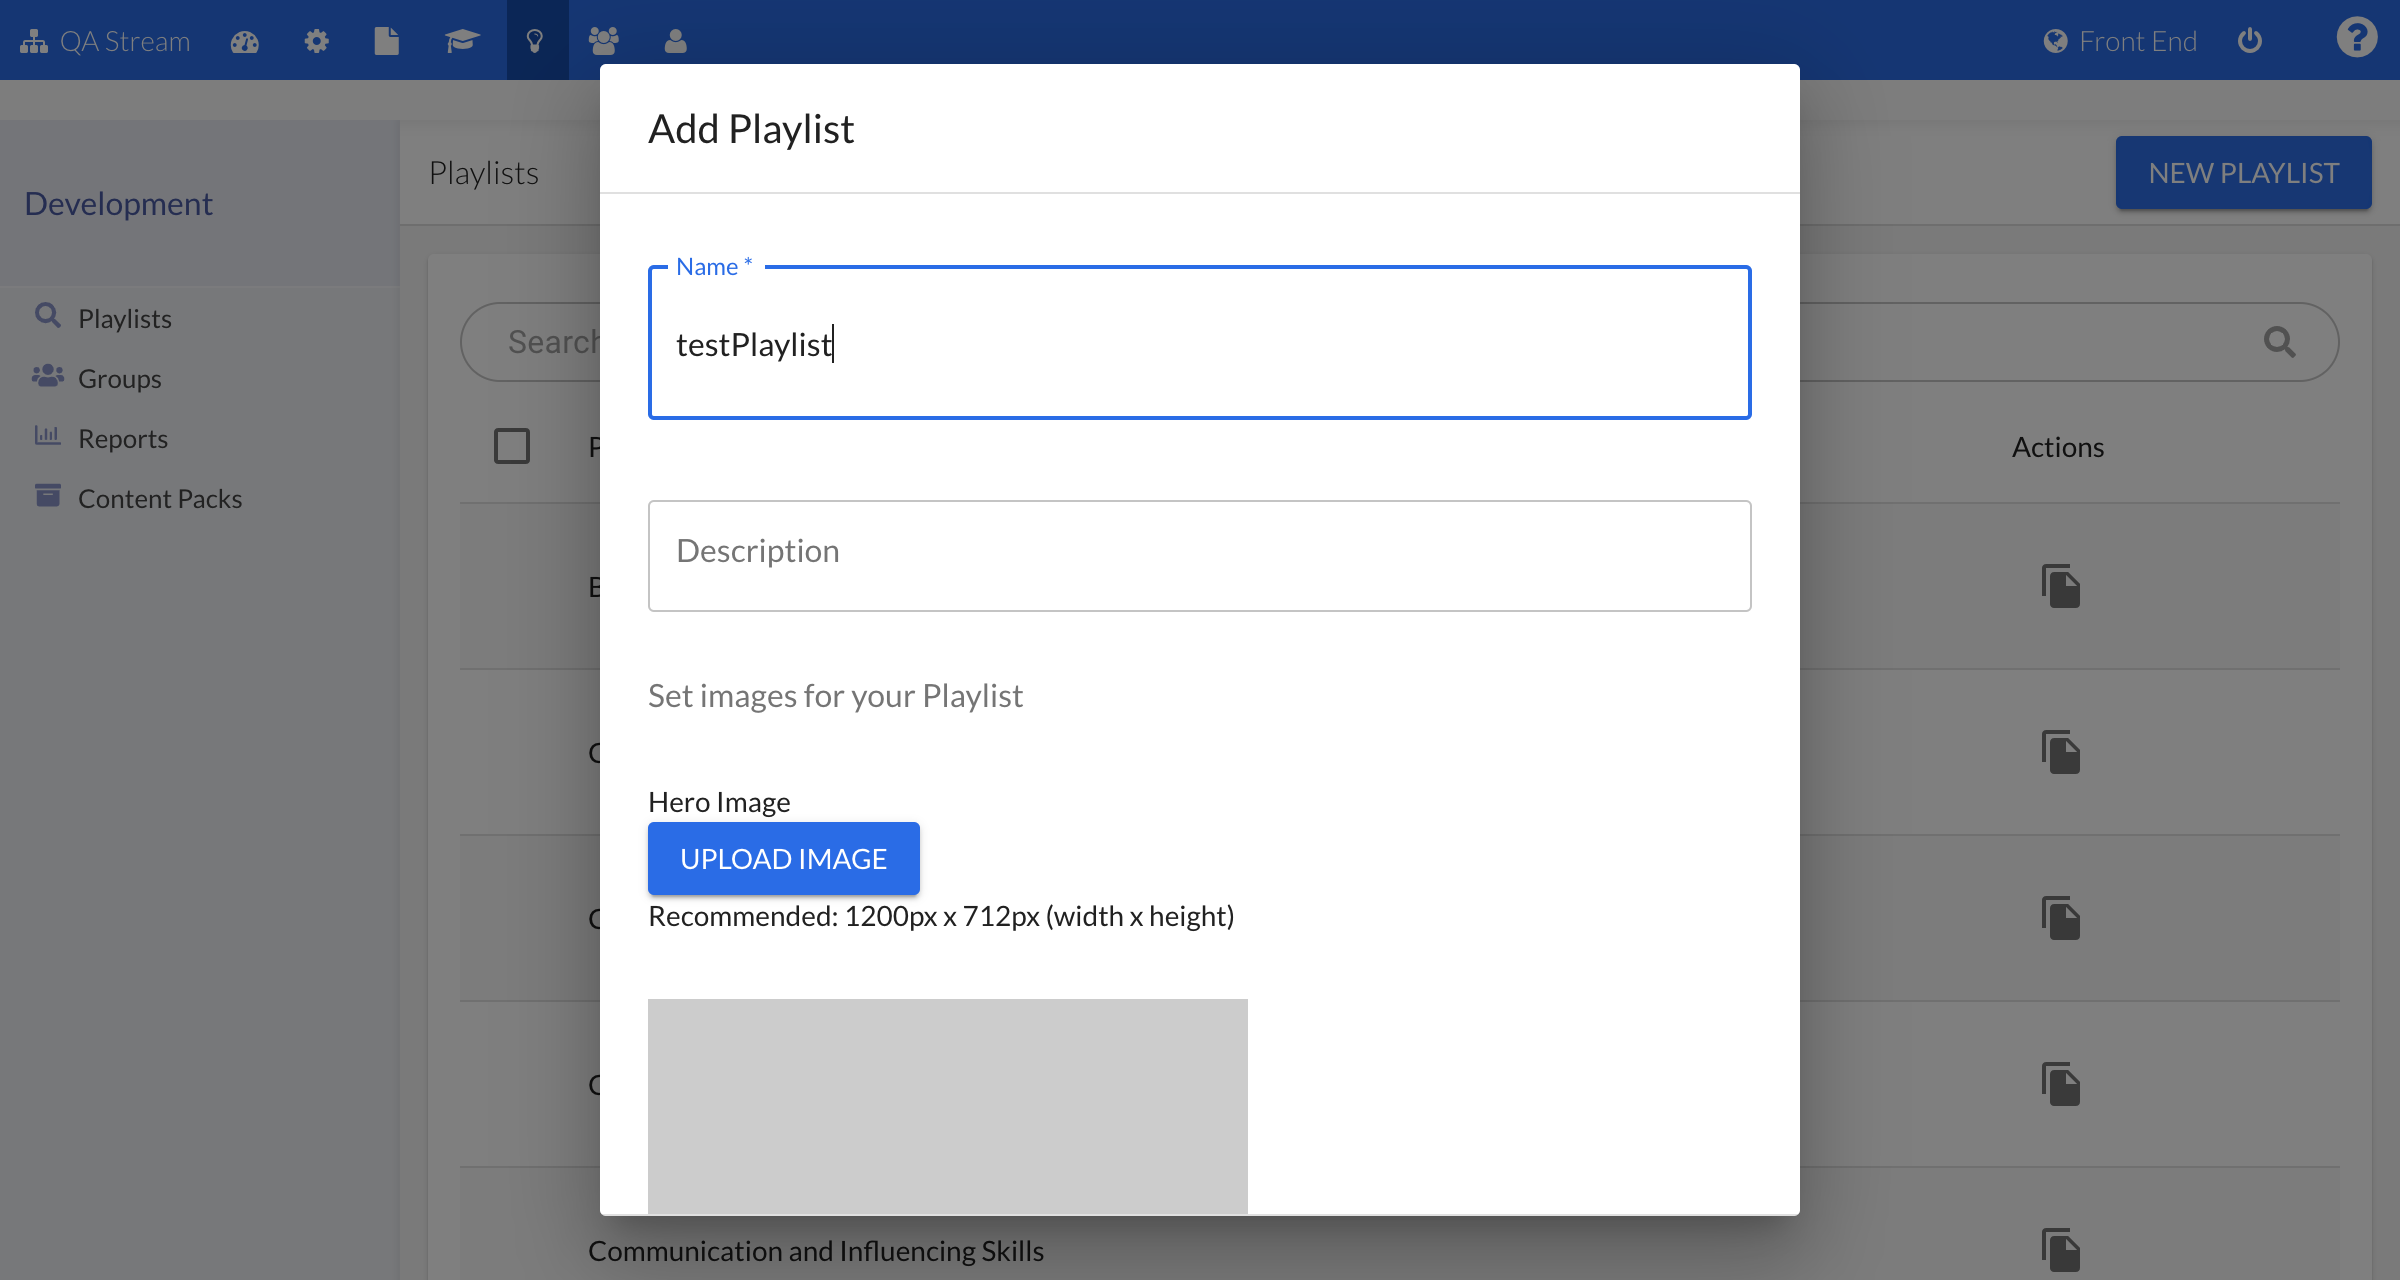 QA Stream
Front End
Development
Playlists
Groups
Reports
Content Packs
Playlists
NEW PLAYLIST
Search
Actions
Communication and Influencing Skills
Add Playlist
Name *
testPlaylist
Description
Set images for your Playlist
Hero Image
UPLOAD IMAGE
Recommended: 1200px x 712px (width x height)